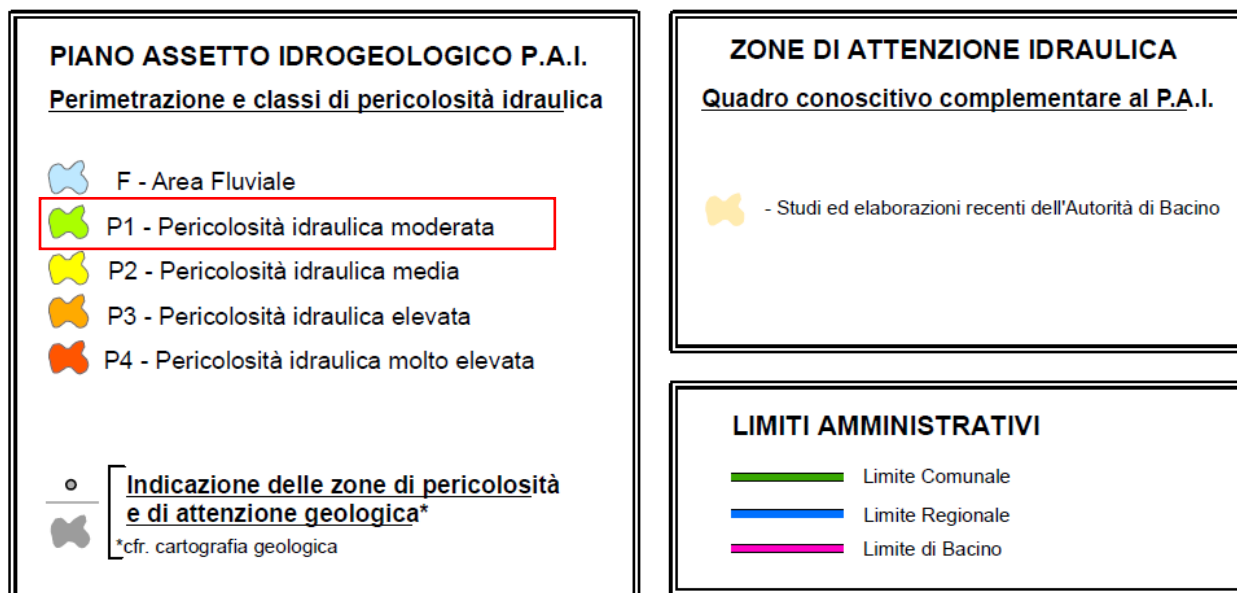 PIANO ASSETTO IDROGEOLOGICO P.A.I.
Perimetrazione e classi di pericolosità idraulica
F - Area Fluviale
P1 - Pericolosità idraulica moderata
P2 - Pericolosità idraulica media
P3 - Pericolosità idraulica elevata
P4 - Pericolosità idraulica molto elevata
Indicazione delle zone di pericolosità
e di attenzione geologica*
*cfr. cartografia geologica
ZONE DI ATTENZIONE IDRAULICA
Quadro conoscitivo complementare al P.A.I.
- Studi ed elaborazioni recenti dell'Autorità di Bacino
LIMITI AMMINISTRATIVI
Limite Comunale
Limite Regionale
Limite di Bacino